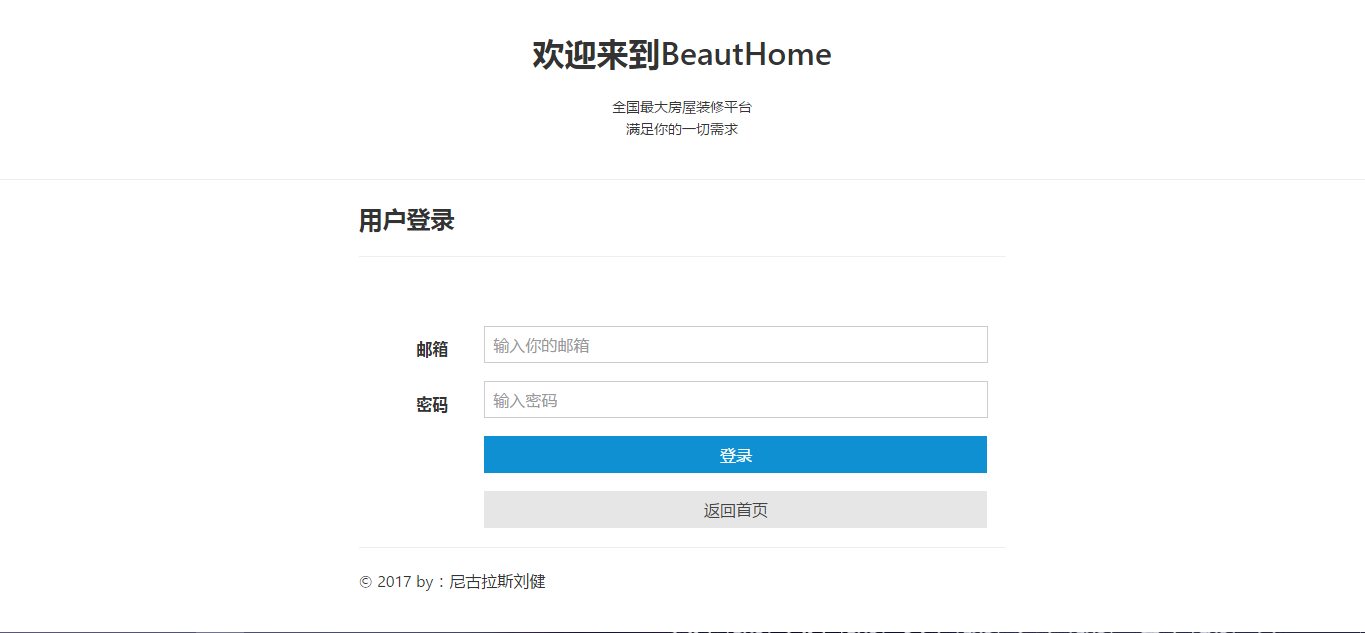 欢迎来到BeautHome
全国最大房屋装修平台
满足你的一切需求
用户登录
邮箱 输入你的邮箱
密码 输入密码
登录
返回首页
© 2017 by：尼古拉斯刘健